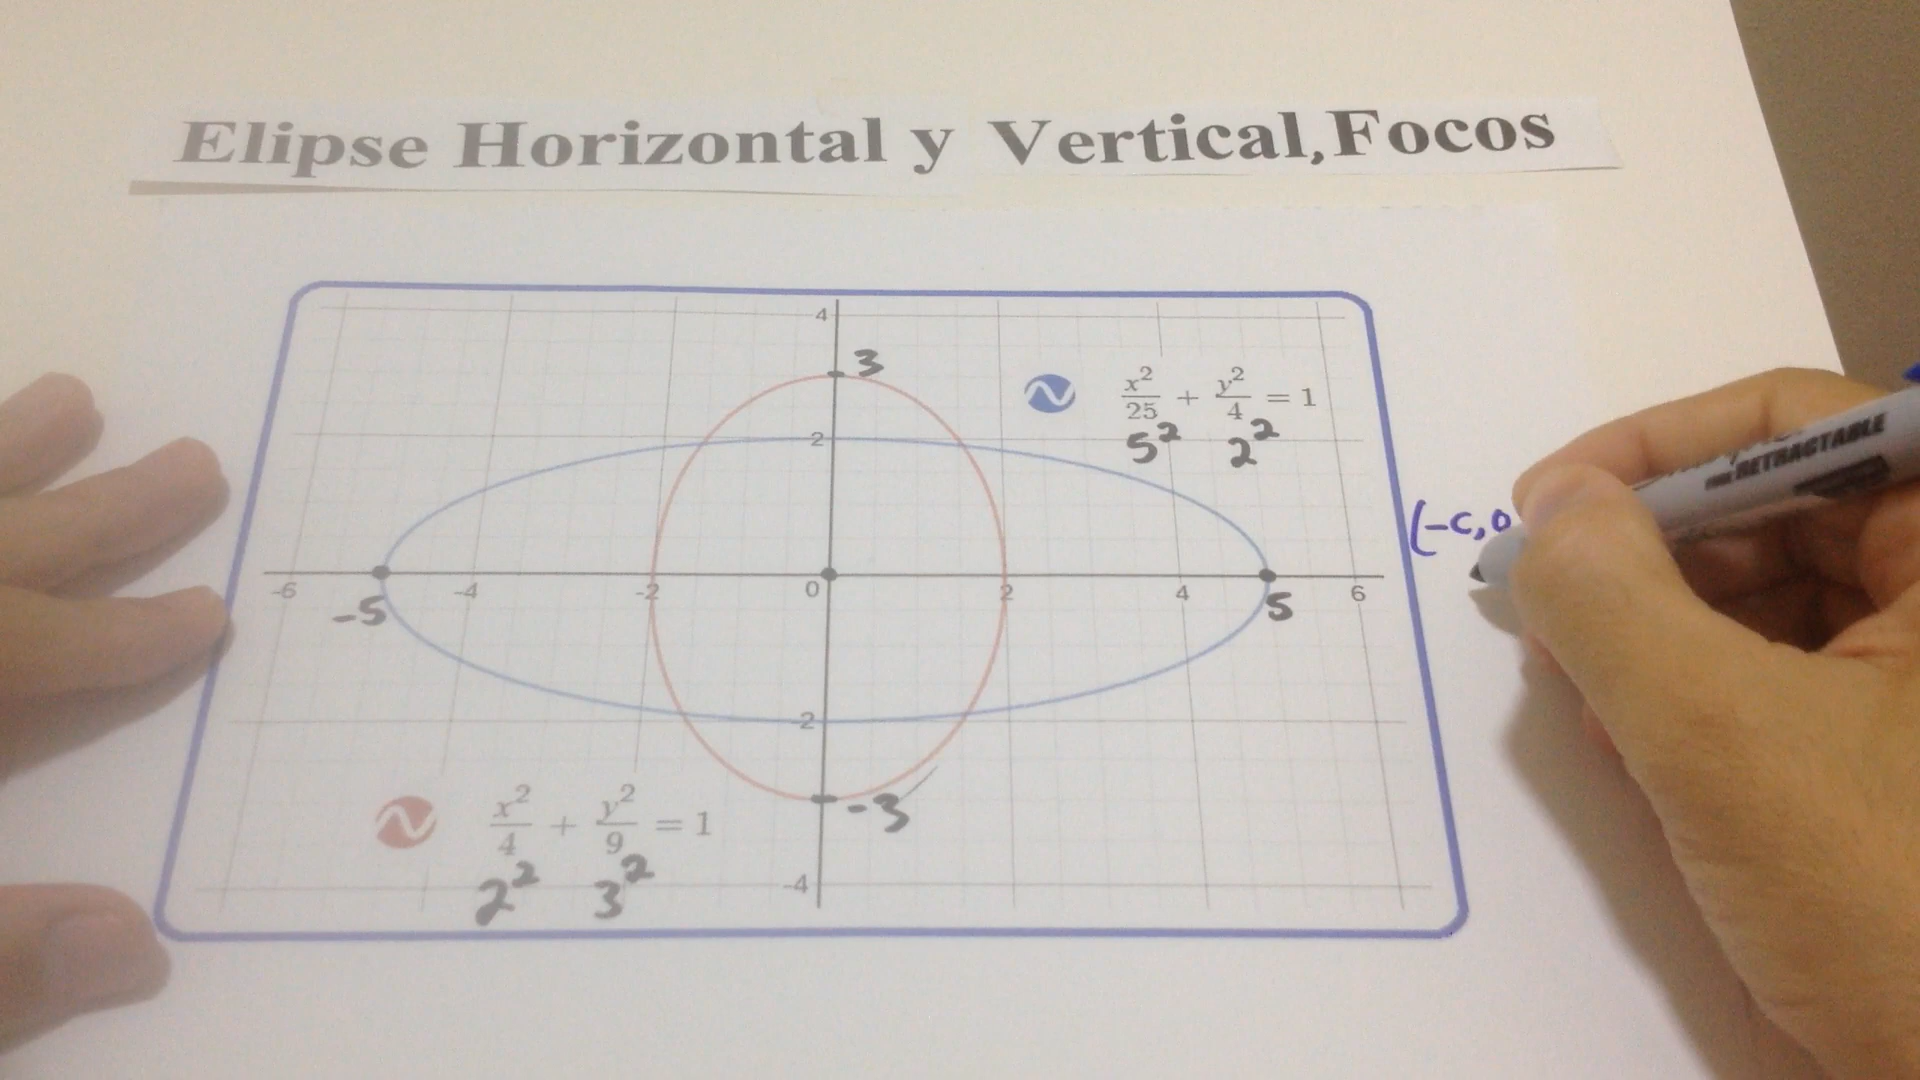 Elipse Horizontal y Vertical,Focos
4
3
x²/25 + y²/4 = 1
5² 2²
2
(-c,0
RETRACTABLE
-6 -4 -2 0 2 4 6
-5 5
-2
-3
x²/4 + y²/9 = 1
2² 3²
-4